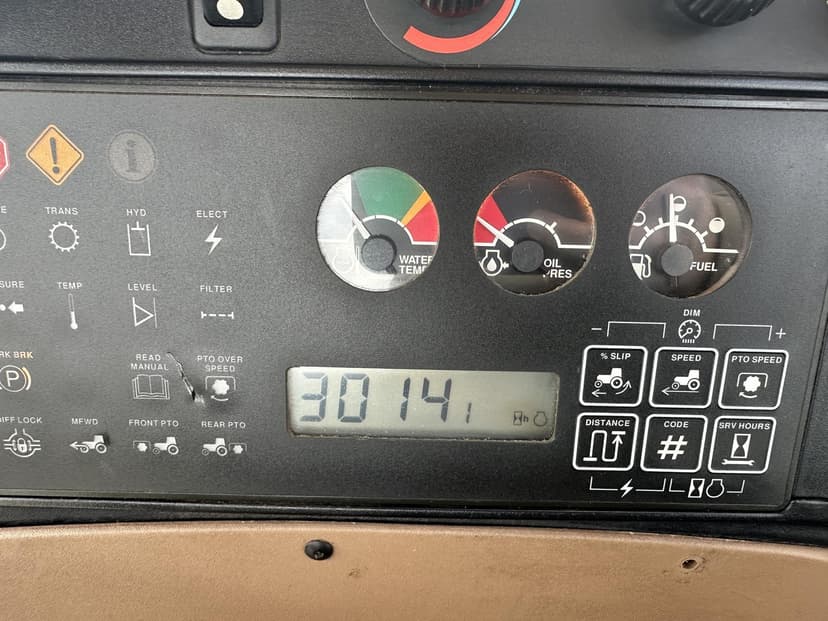 TRANS HYD ELECT
WATER
TEMP
OIL
PRES
FUEL
TEMP LEVEL FILTER
DIM
- +
READ
MANUAL
PTO OVER
SPEED
% SLIP SPEED PTO SPEED
P
30141
h
MFWD FRONT PTO REAR PTO
DISTANCE CODE SRV HOURS
#